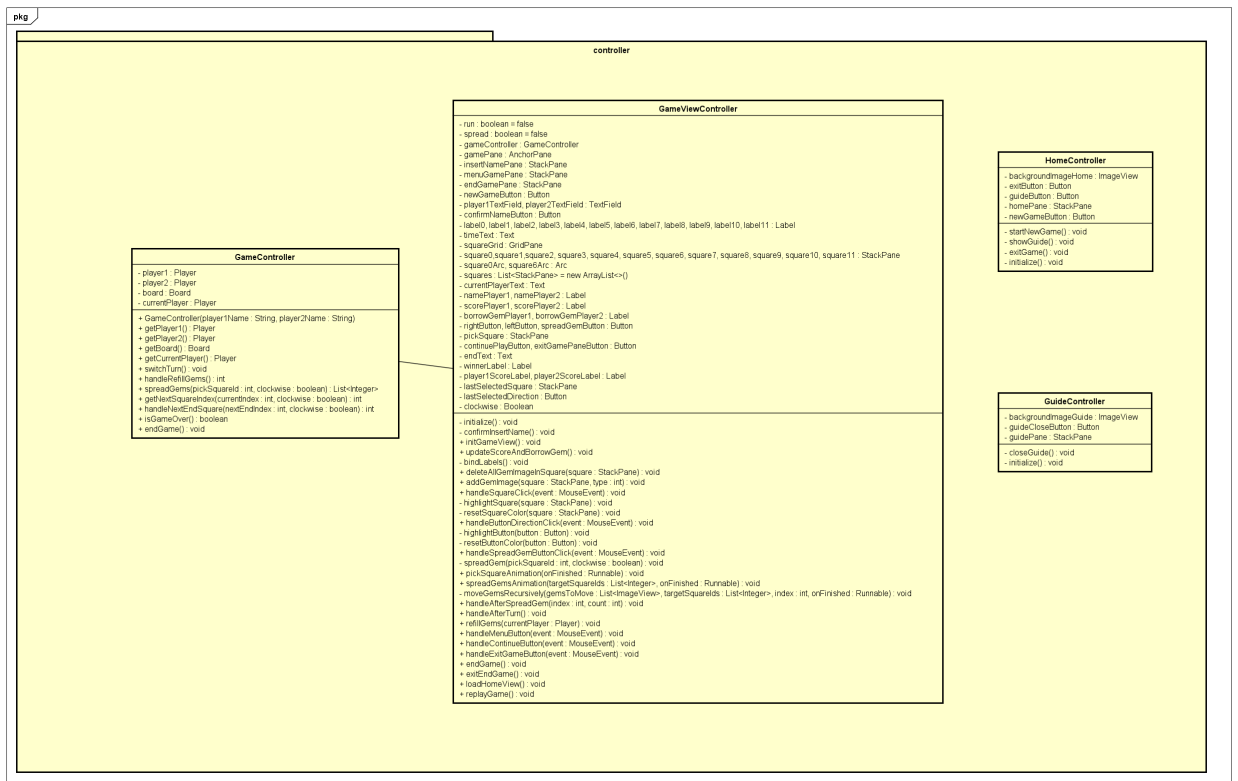 pkg
controller
GameController
- player1 : Player
- player2 : Player
- board : Board
- currentPlayer : Player
+ GameController(player1Name : String, player2Name : String)
+ getPlayer1() : Player
+ getPlayer2() : Player
+ getBoard() : Board
+ getCurrentPlayer() : Player
+ switchTurn() : void
+ handleRefillGems() : int
+ spreadGems(pickSquareId : int, clockwise : boolean) : List<Integer>
+ getNextSquareIndex(currentIndex : int, clockwise : boolean) : int
+ handleNextEndSquare(nextEndIndex : int, clockwise : boolean) : int
+ isGameOver() : boolean
+ endGame() : void
GameViewController
- run : boolean = false
- spread : boolean = false
- gameController : GameController
- gamePane : AnchorPane
- insertNamePane : StackPane
- menuGamePane : StackPane
- endGamePane : StackPane
- newGameButton : Button
- player1TextField, player2TextField : TextField
- confirmNameButton : Button
- label0, label1, label2, label3, label4, label5, label6, label7, label8, label9, label10, label11 : Label
- timeText : Text
- squareGrid : GridPane
- square0,square1,square2, square3, square4, square5, square6, square7, square8, square9, square10, square11 : StackPane
- square0Arc, square6Arc : Arc
- squares : List<StackPane> = new ArrayList<>()
- currentPlayerText : Text
- namePlayer1, namePlayer2 : Label
- scorePlayer1, scorePlayer2 : Label
- borrowGemPlayer1, borrowGemPlayer2 : Label
- rightButton, leftButton, spreadGemButton : Button
- pickSquare : StackPane
- continuePlayButton, exitGamePaneButton : Button
- endText : Text
- winnerLabel : Label
- player1ScoreLabel, player2ScoreLabel : Label
- lastSelectedSquare : StackPane
- lastSelectedDirection : Button
- clockwise : Boolean
- initialize() : void
- confirmInsertName() : void
+ initGameView() : void
+ updateScoreAndBorrowGem() : void
- bindLabels() : void
+ deleteAllGemImageInSquare(square : StackPane) : void
+ addGemImage(square : StackPane, type : int) : void
+ handleSquareClick(event : MouseEvent) : void
- highlightSquare(square : StackPane) : void
- resetSquareColor(square : StackPane) : void
+ handleButtonDirectionClick(event : MouseEvent) : void
- highlightButton(button : Button) : void
- resetButtonColor(button : Button) : void
+ handleSpreadGemButtonClick(event : MouseEvent) : void
- spreadGem(pickSquareId : int, clockwise : boolean) : void
+ pickSquareAnimation(onFinished : Runnable) : void
+ spreadGemsAnimation(targetSquareIds : List<Integer>, onFinished : Runnable) : void
- moveGemsRecursively(gemsToMove : List<ImageView>, targetSquareIds : List<Integer>, index : int, onFinished : Runnable) : void
+ handleAfterSpreadGem(index : int, count : int) : void
+ handleAfterTurn() : void
+ refillGems(currentPlayer : Player) : void
+ handleMenuButton(event : MouseEvent) : void
+ handleContinueButton(event : MouseEvent) : void
+ handleExitGameButton(event : MouseEvent) : void
+ endGame() : void
+ exitEndGame() : void
+ loadHomeView() : void
+ replayGame() : void
HomeController
- backgroundImageHome : ImageView
- exitButton : Button
- guideButton : Button
- homePane : StackPane
- newGameButton : Button
- startNewGame() : void
- showGuide() : void
- exitGame() : void
- initialize() : void
GuideController
- backgroundImageGuide : ImageView
- guideCloseButton : Button
- guidePane : StackPane
- closeGuide() : void
- initialize() : void